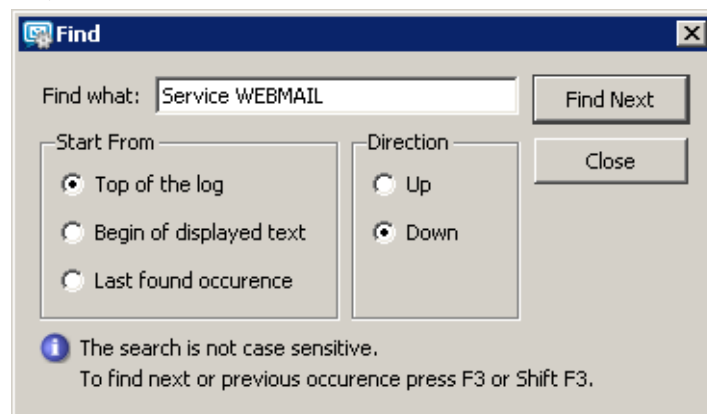 Find
Find what: Service WEBMAIL
Find Next
Start From
Direction
Close
Top of the log
Up
Begin of displayed text
Down
Last found occurence
The search is not case sensitive.
To find next or previous occurence press F3 or Shift F3.